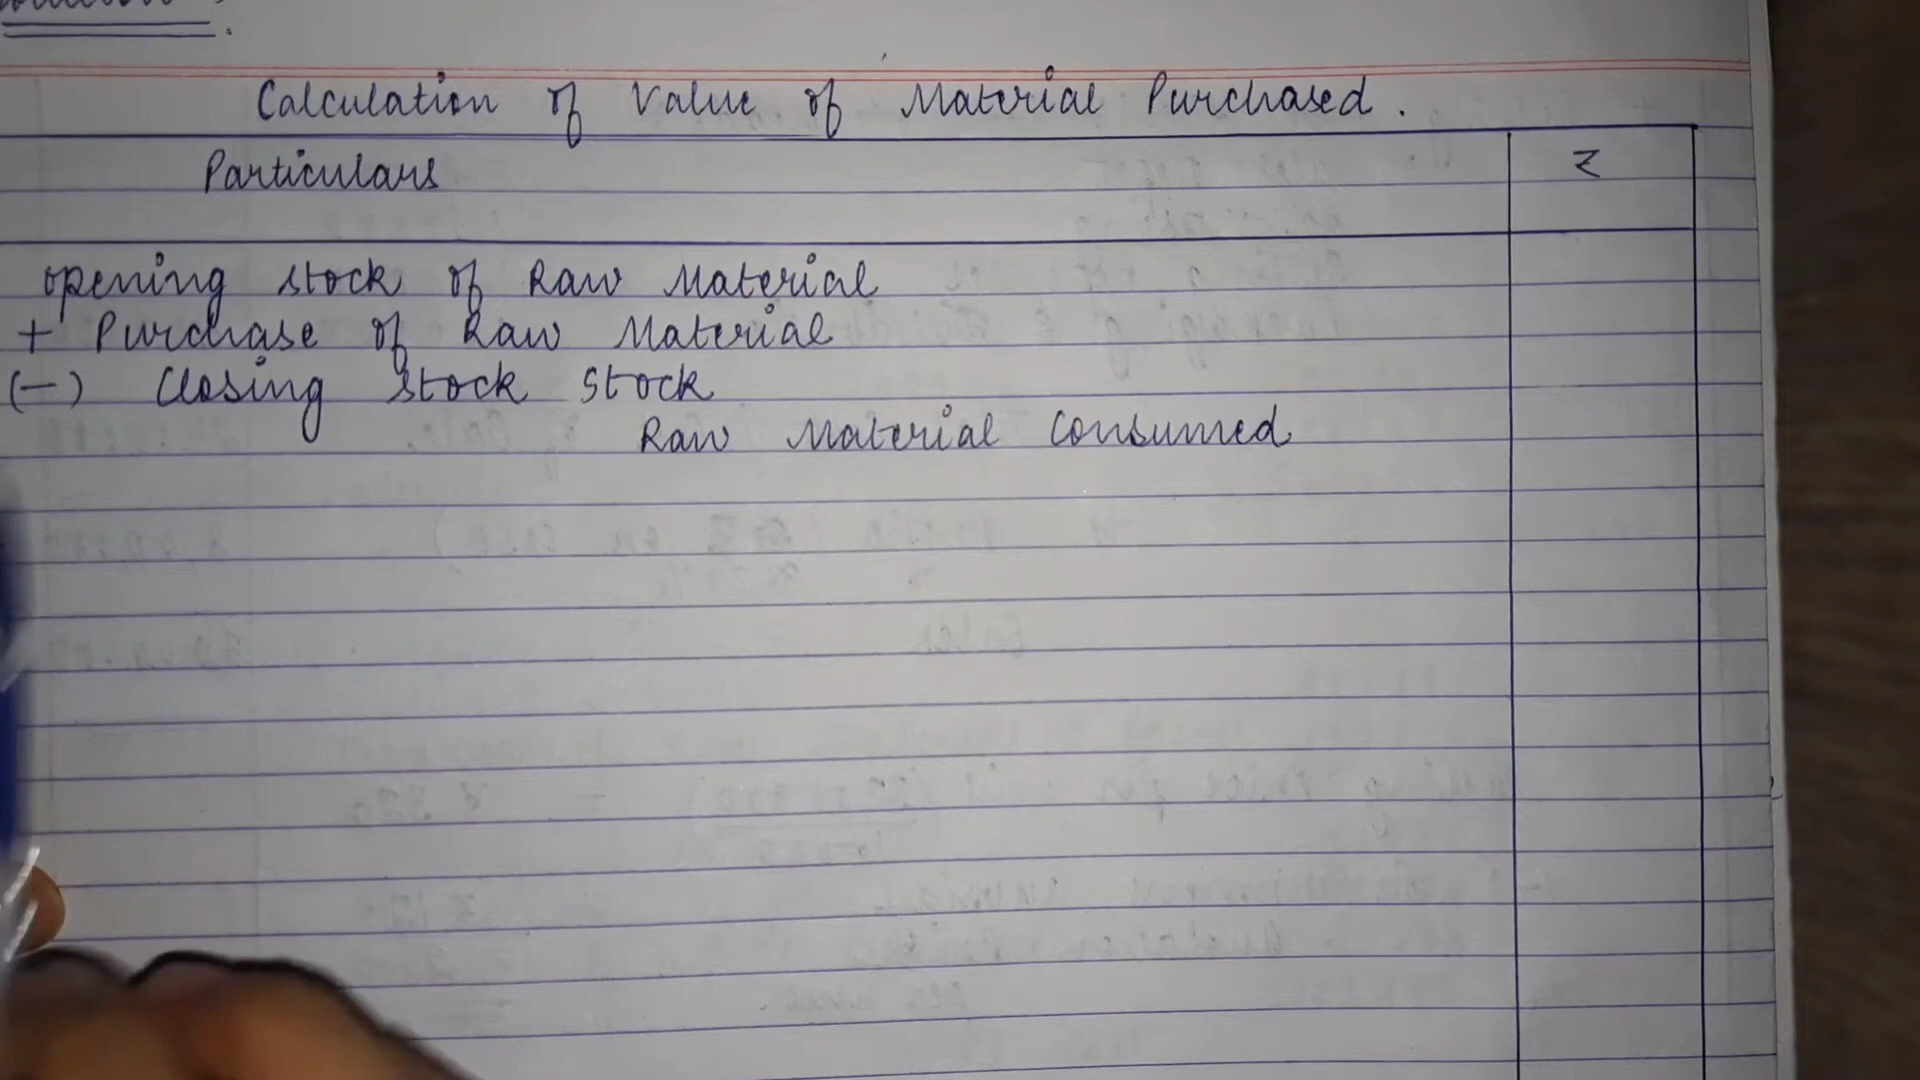 Calculation of Value of Material Purchased.
Particulars ₹
opening stock of Raw Material
+ Purchase of Raw Material
(-) Closing stock stock
Raw Material Consumed